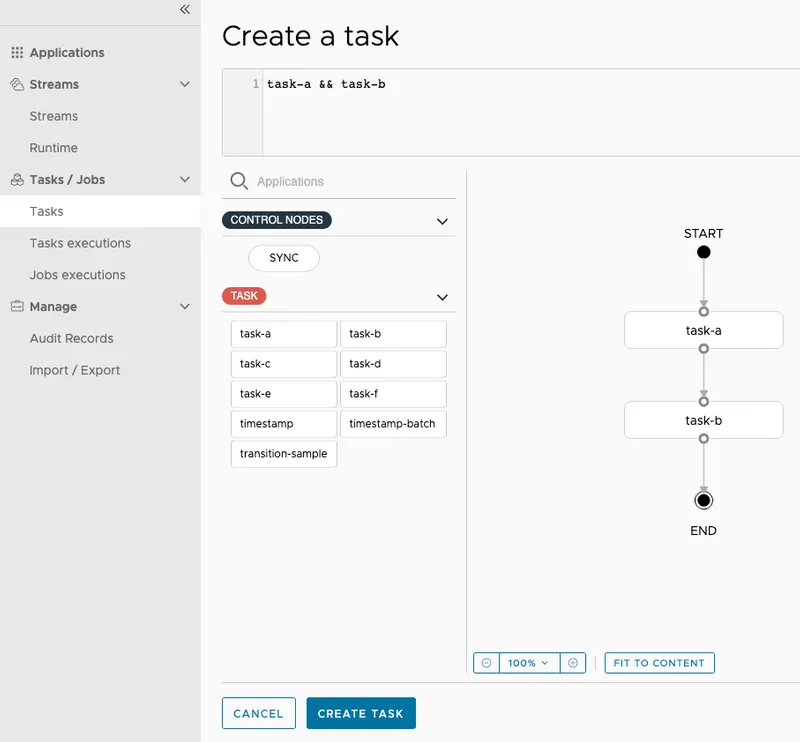 Create a task
1 task-a && task-b
Applications
Streams
Streams
Runtime
Tasks / Jobs
Tasks
Tasks executions
Jobs executions
Manage
Audit Records
Import / Export
Applications
CONTROL NODES
SYNC
TASK
task-a task-b
task-c task-d
task-e task-f
timestamp timestamp-batch
transition-sample
START
task-a
task-b
END
100%
FIT TO CONTENT
CANCEL CREATE TASK